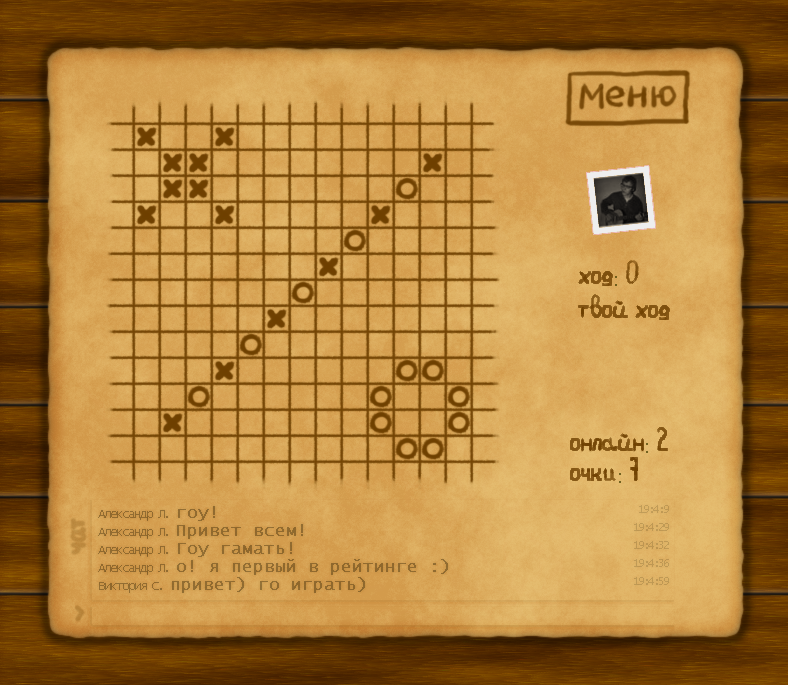 Меню
ход: 0
твой ход
онлайн: 2
очки: 7
чат
Александр Л. гоу! 19:4:9
Александр Л. Привет всем! 19:4:29
Александр Л. Гоу гамать! 19:4:32
Александр Л. о! я первый в рейтинге :) 19:4:36
Виктория С. привет) го играть) 19:4:59
>